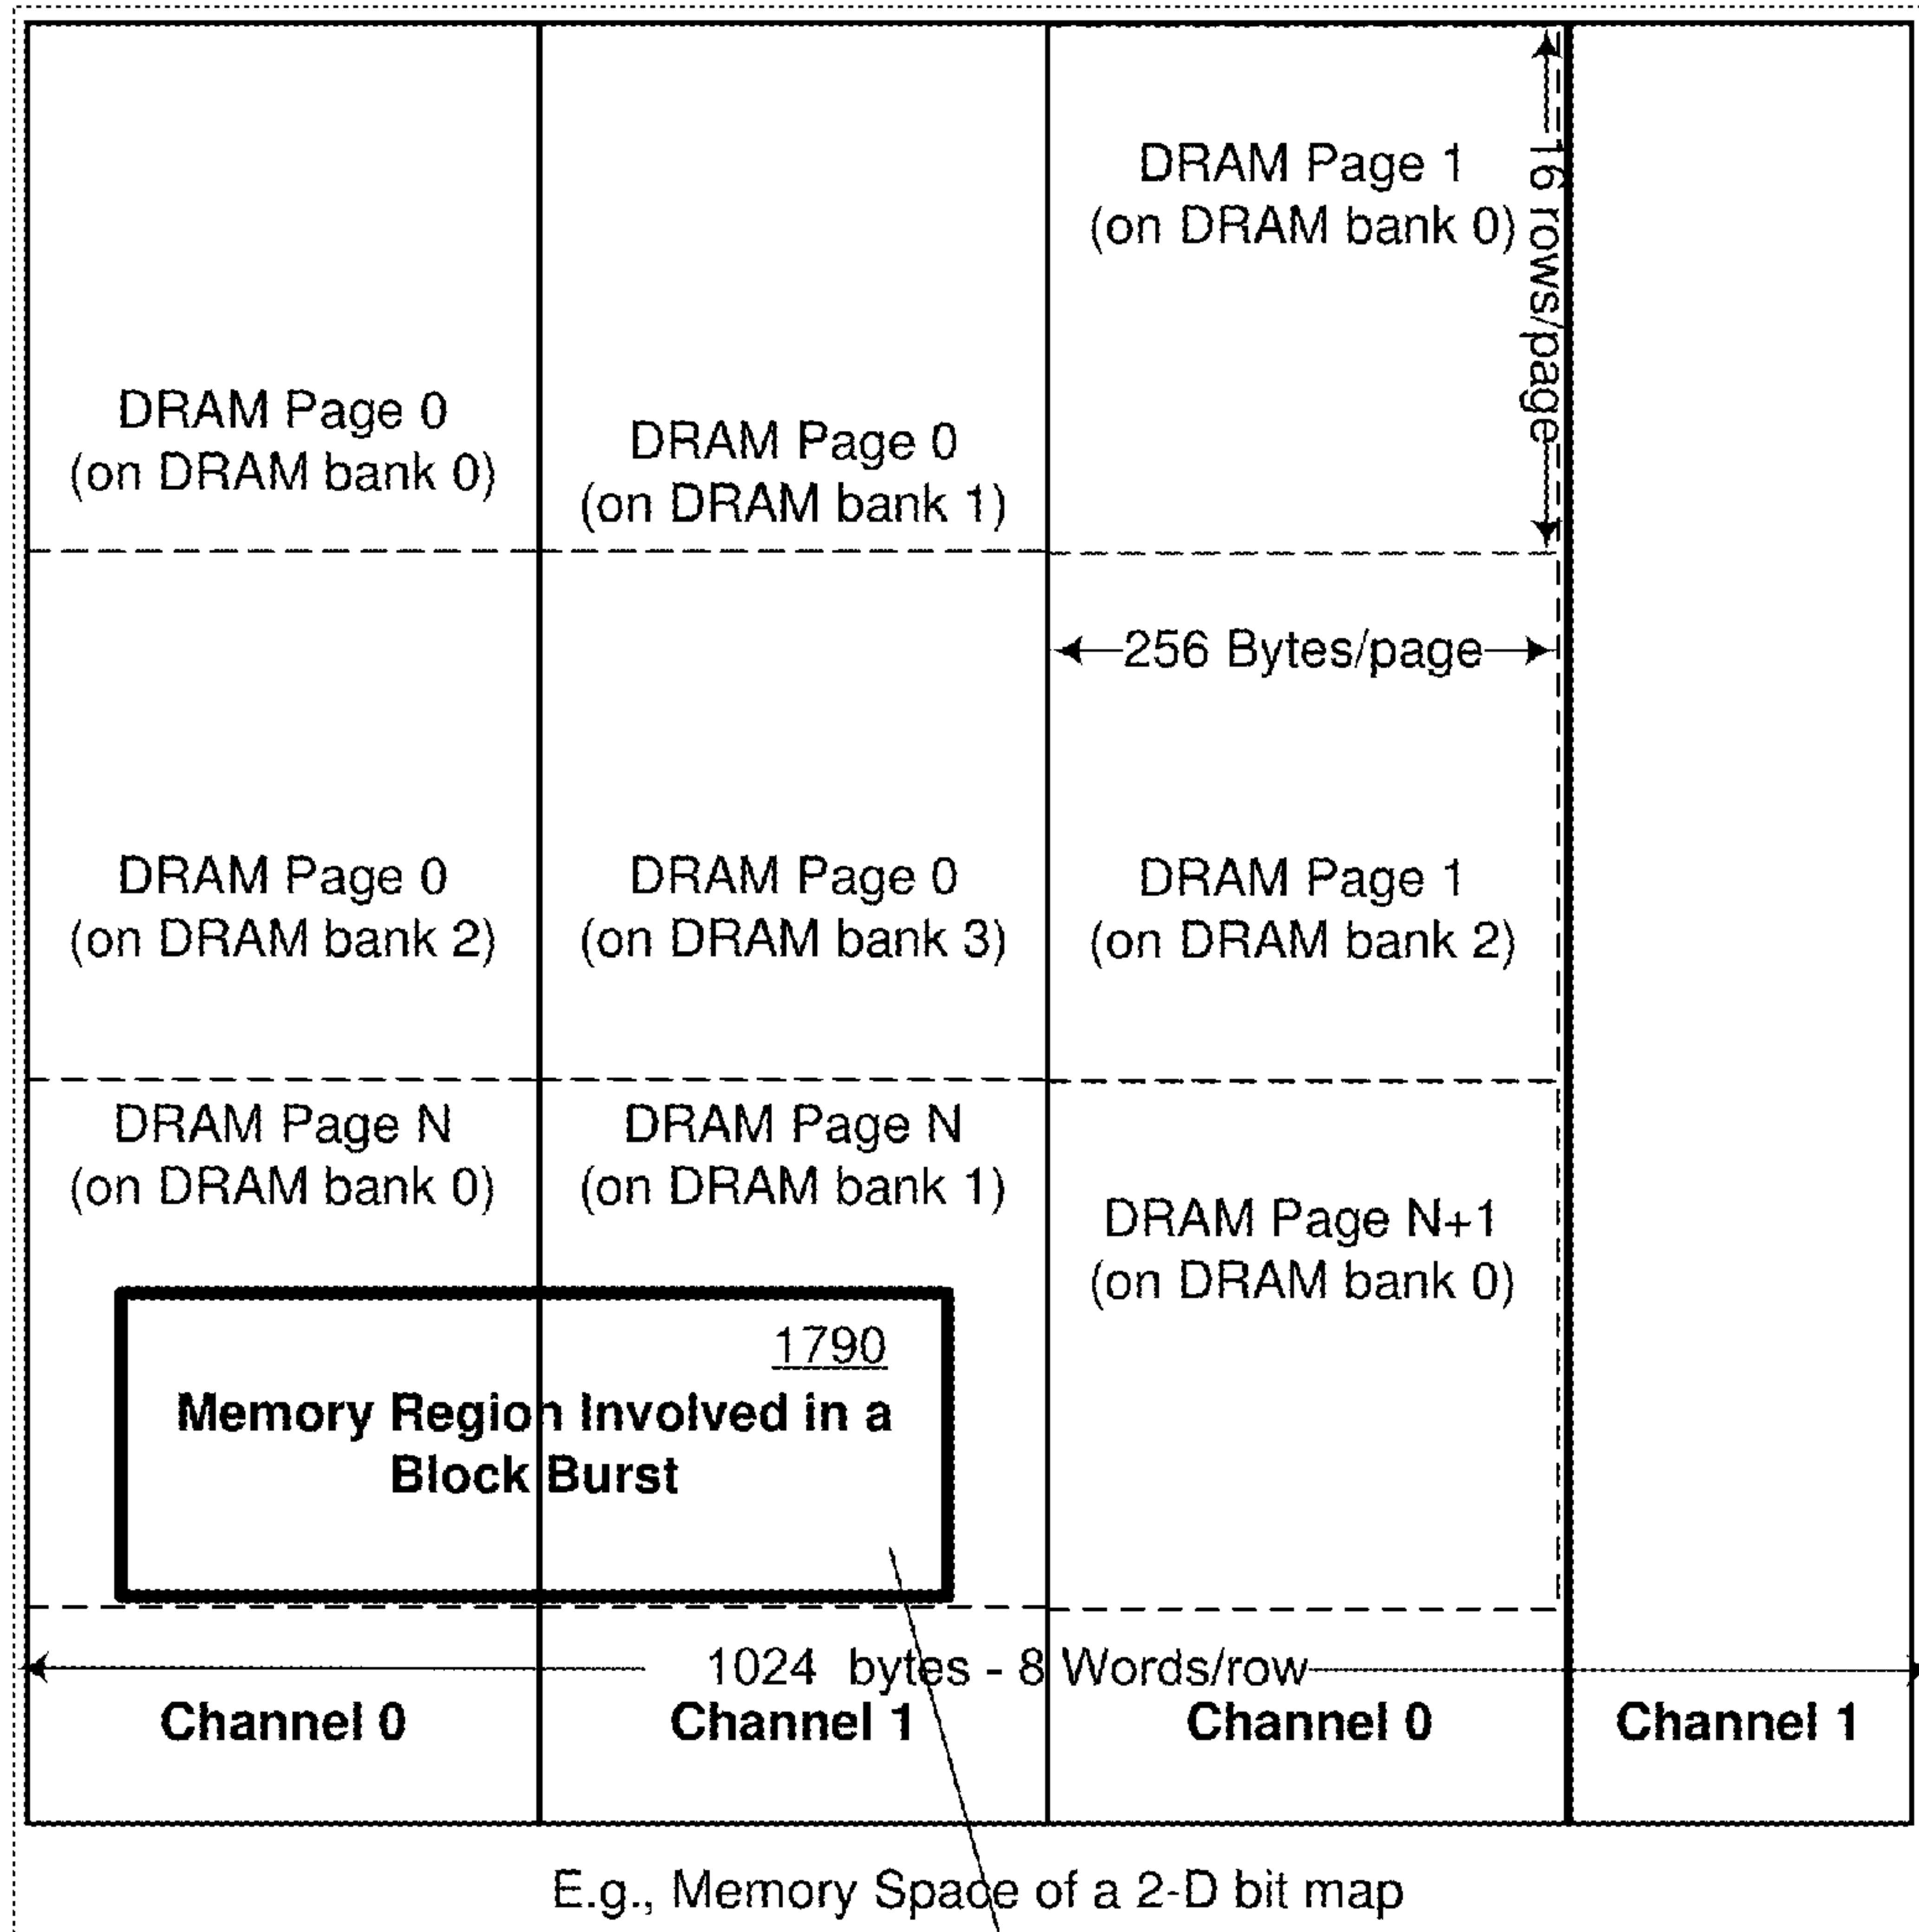 DRAM Page 1
(on DRAM bank 0)
16 rows/page
DRAM Page 0
(on DRAM bank 0)
DRAM Page 0
(on DRAM bank 1)
256 Bytes/page
DRAM Page 0
(on DRAM bank 2)
DRAM Page 0
(on DRAM bank 3)
DRAM Page 1
(on DRAM bank 2)
DRAM Page N
(on DRAM bank 0)
DRAM Page N
(on DRAM bank 1)
DRAM Page N+1
(on DRAM bank 0)
1790
Memory Region Involved in a
Block Burst
1024 bytes - 8 Words/row
Channel 0
Channel 1
Channel 0
Channel 1
E.g., Memory Space of a 2-D bit map